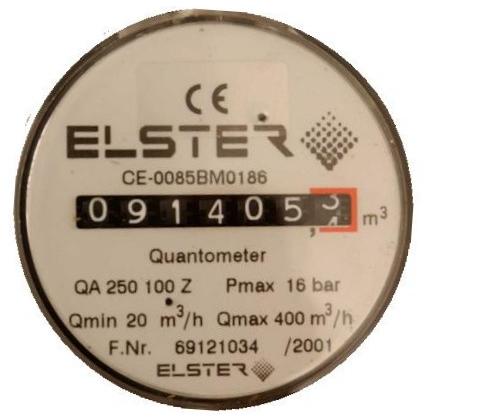 CE
ELSTER
CE-0085BM0186
091405,3 m³
Quantometer
QA 250 100 Z Pmax 16 bar
Qmin 20 m³/h Qmax 400 m³/h
F.Nr. 69121034 /2001
ELSTER